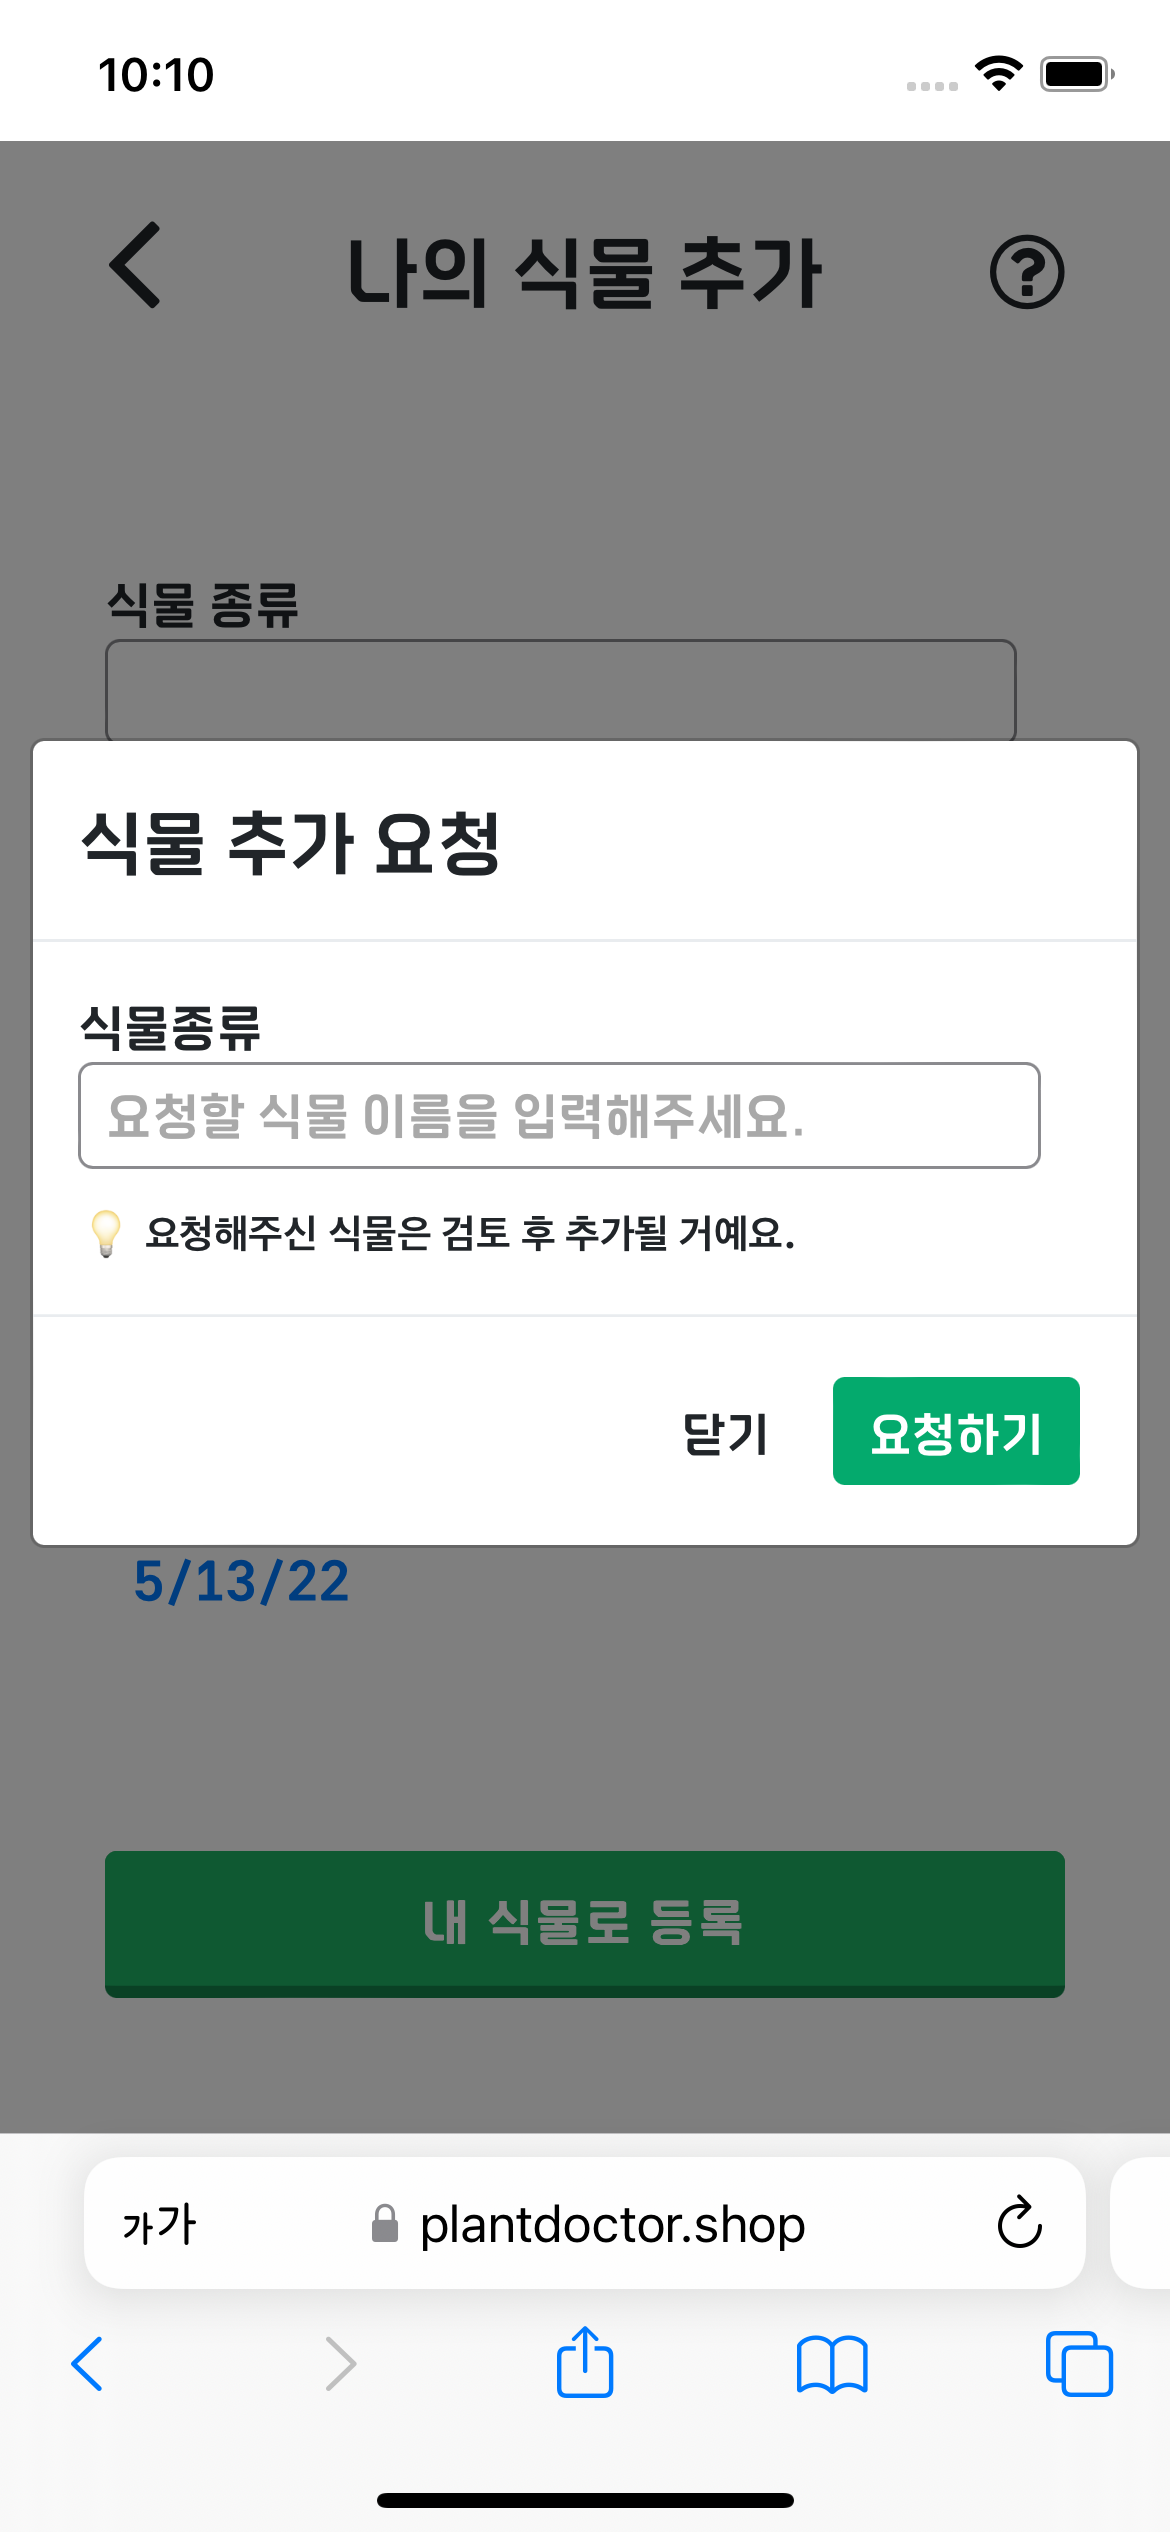 10:10
나의 식물 추가
식물 종류
식물 추가 요청
식물종류
요청할 식물 이름을 입력해주세요.
💡 요청해주신 식물은 검토 후 추가될 거예요.
닫기 요청하기
5/13/22
내 식물로 등록
가가 plantdoctor.shop